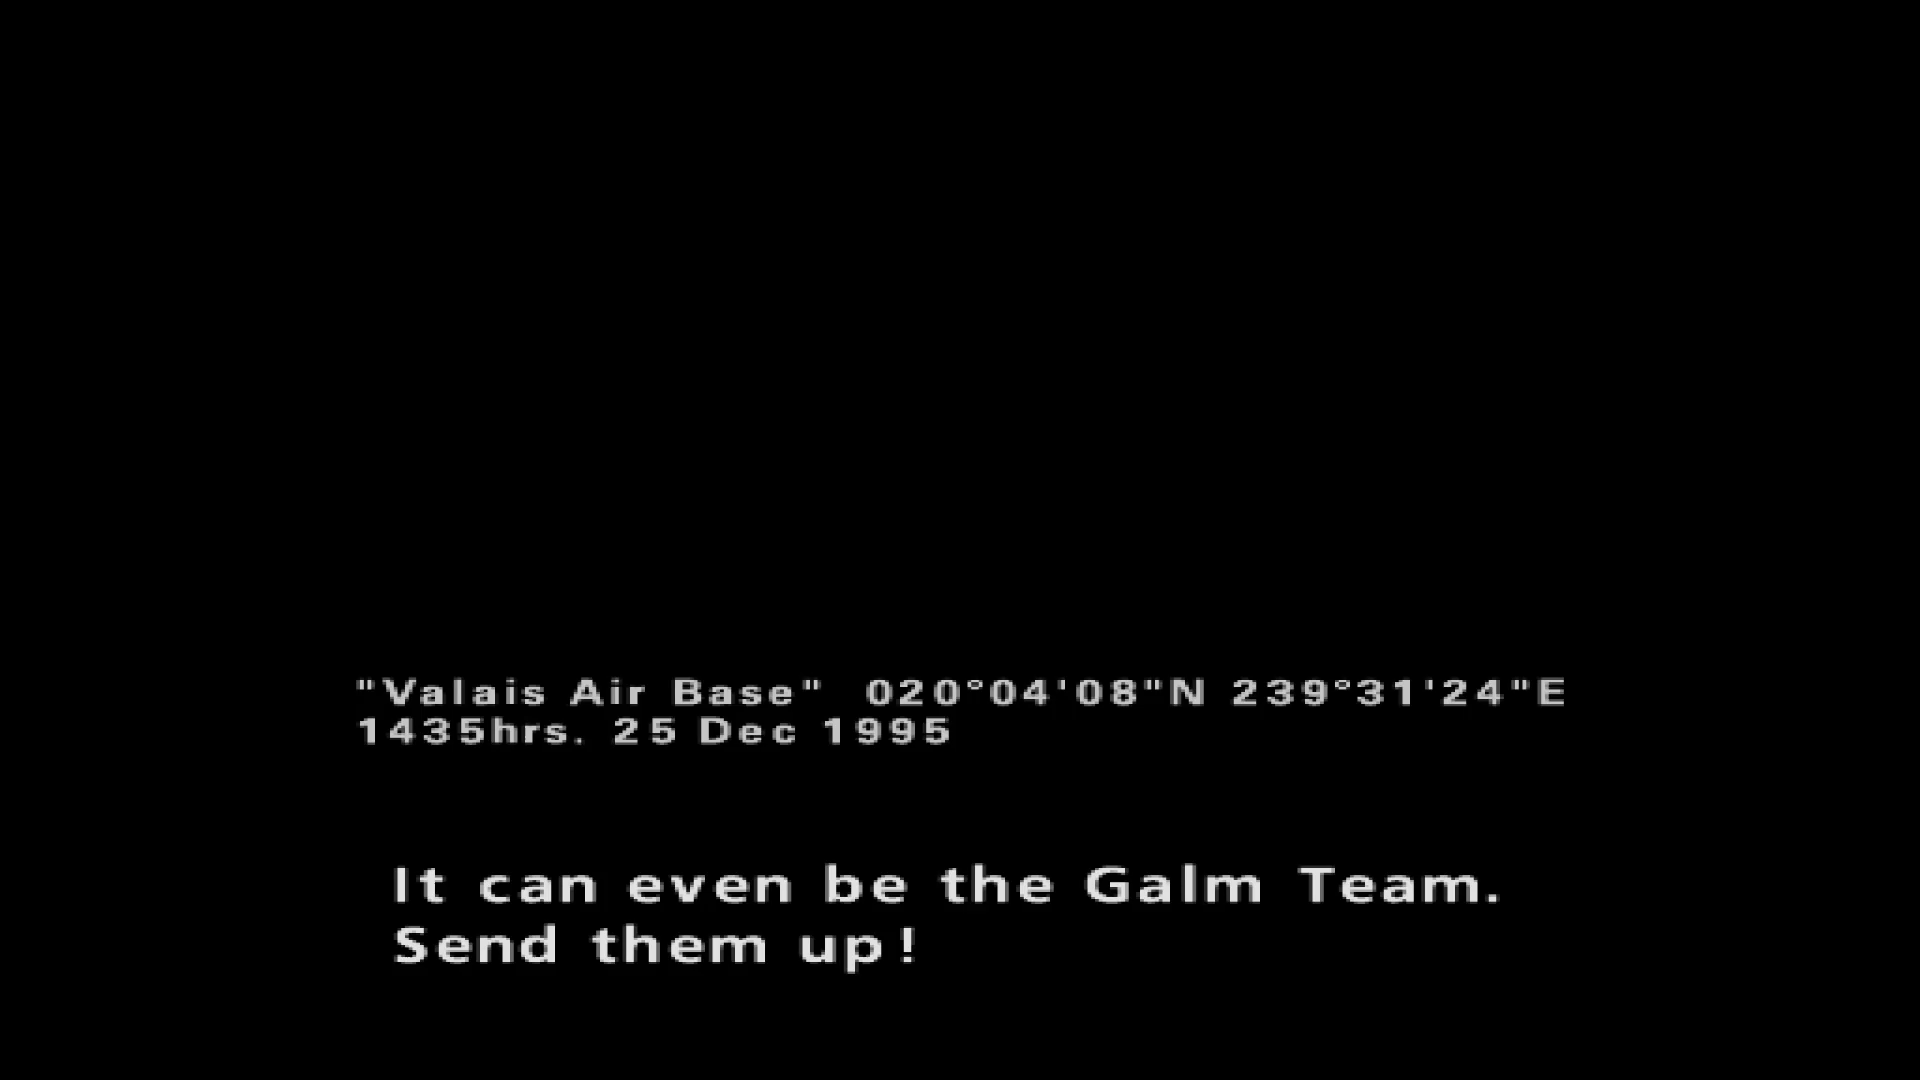 "Valais Air Base" 020°04'08"N 239°31'24"E
1435hrs. 25 Dec 1995
It can even be the Galm Team.
Send them up!